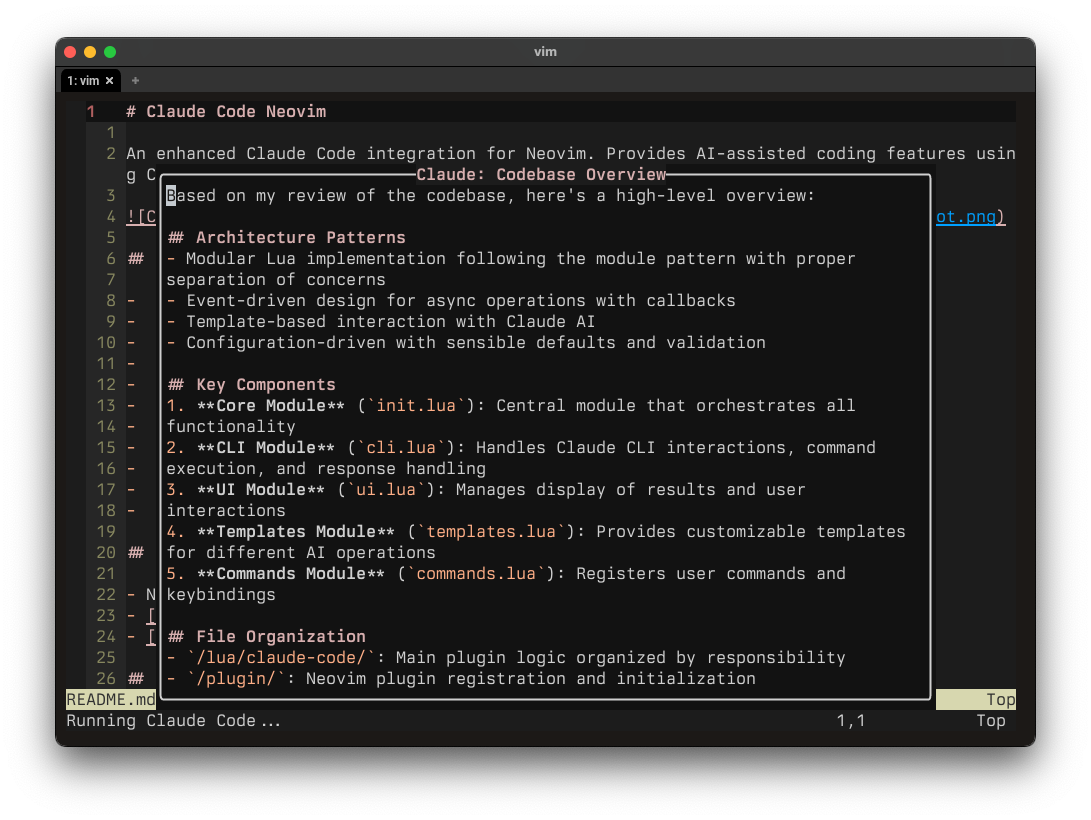 vim
1: vim × +
1 # Claude Code Neovim
1
2 An enhanced Claude Code integration for Neovim. Provides AI-assisted coding features usin
g C
Claude: Codebase Overview
3 Based on my review of the codebase, here's a high-level overview:
4 ![C ot.png)
5 ## Architecture Patterns
6 ## - Modular Lua implementation following the module pattern with proper
7 separation of concerns
8 - - Event-driven design for async operations with callbacks
9 - - Template-based interaction with Claude AI
10 - - Configuration-driven with sensible defaults and validation
11 -
12 - ## Key Components
13 - 1. **Core Module** (`init.lua`): Central module that orchestrates all
14 - functionality
15 - 2. **CLI Module** (`cli.lua`): Handles Claude CLI interactions, command
16 - execution, and response handling
17 - 3. **UI Module** (`ui.lua`): Manages display of results and user
18 - interactions
19 4. **Templates Module** (`templates.lua`): Provides customizable templates
20 ## for different AI operations
21 5. **Commands Module** (`commands.lua`): Registers user commands and
22 - N keybindings
23 - [
24 - [ ## File Organization
25 - `/lua/claude-code/`: Main plugin logic organized by responsibility
26 ## - `/plugin/`: Neovim plugin registration and initialization
README.md Top
Running Claude Code... 1,1 Top